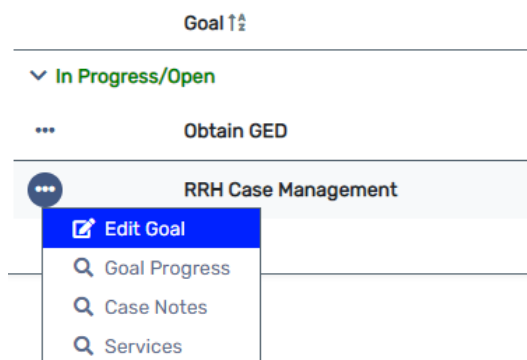 Goal
In Progress/Open
Obtain GED
RRH Case Management
Edit Goal
Goal Progress
Case Notes
Services